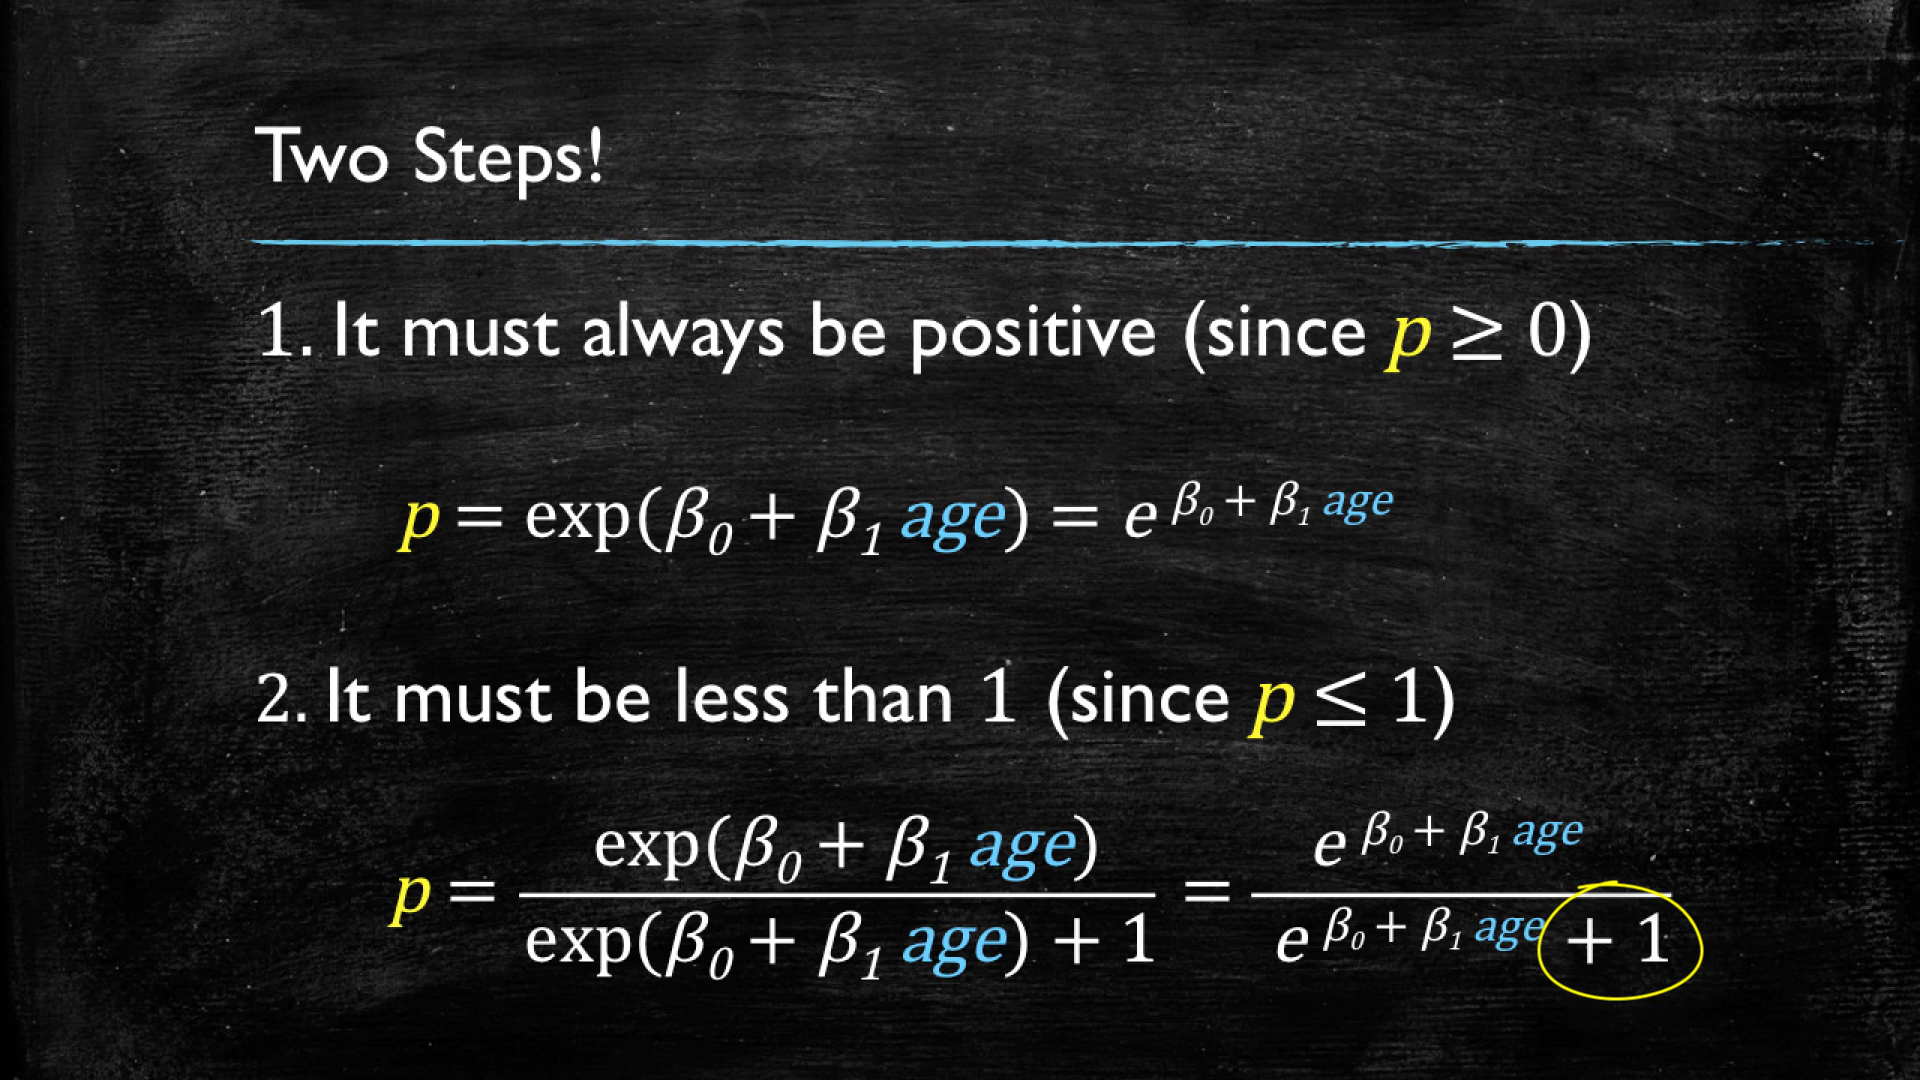 Two Steps!
1. It must always be positive (since p ≥ 0)
p = exp(β₀ + β₁ age) = e^(β₀ + β₁ age)
2. It must be less than 1 (since p ≤ 1)
p = exp(β₀ + β₁ age) / exp(β₀ + β₁ age) + 1 = e^(β₀ + β₁ age) / e^(β₀ + β₁ age) + 1